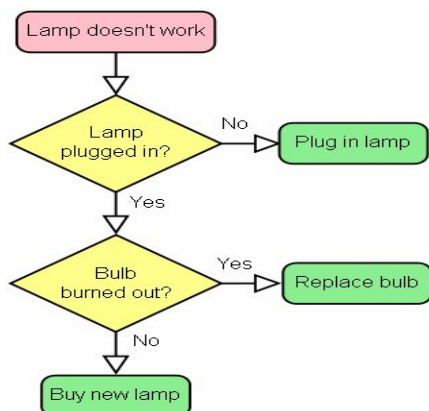 Lamp doesn't work
Lamp
plugged in?
No
Plug in lamp
Yes
Bulb
burned out?
Yes
Replace bulb
No
Buy new lamp